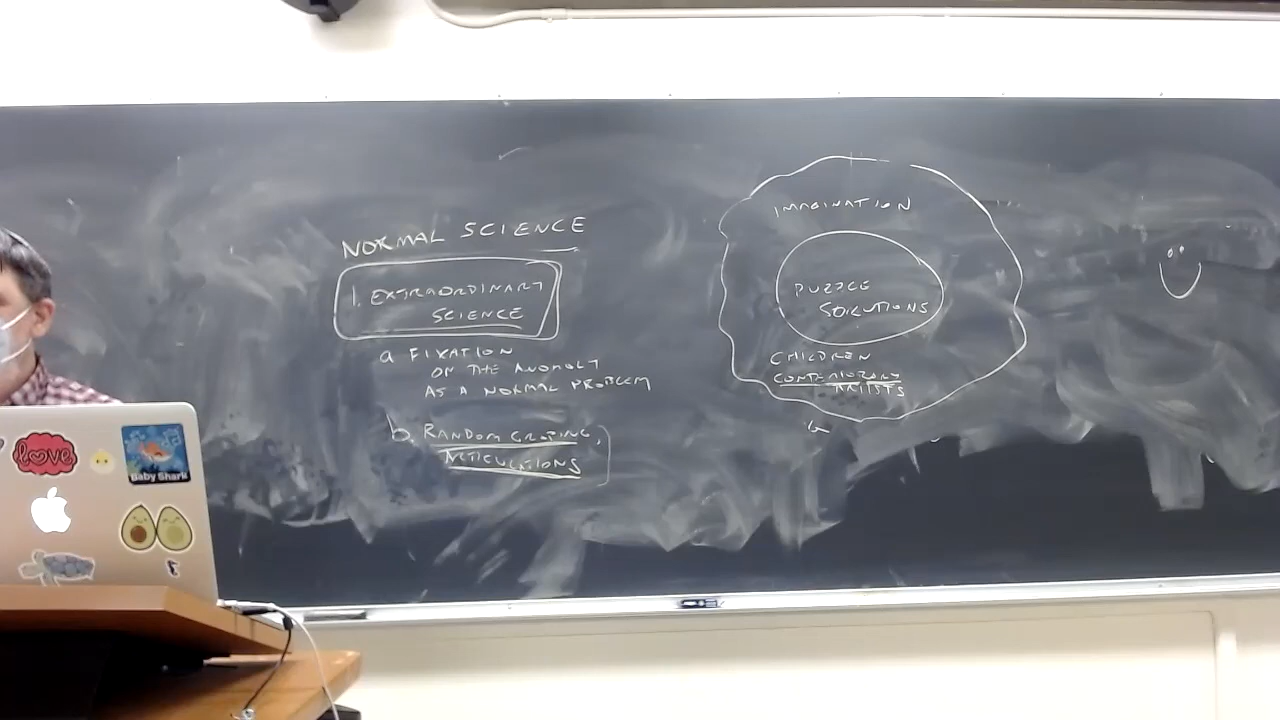 NORMAL SCIENCE
1. EXTRAORDINARY
SCIENCE
a FIXATION
ON THE ANOMOLY
AS A NORMAL PROBLEM
b. RANDOM GROPING,
ARTICULATIONS
IMAGINATION
PUZZLE
SOLUTIONS
CHILDREN
CONTEMPORARY
ARTISTS
love
Baby Shark